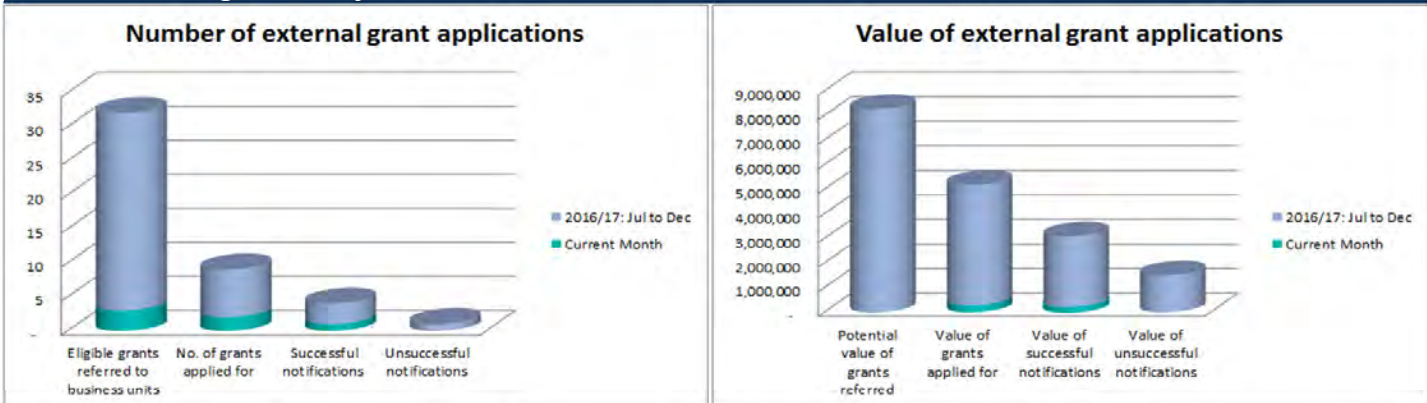 Number of external grant applications
35
30
25
20
15
10
5
-
Eligible grants
referred to
business units
No. of grants
applied for
Successful
notifications
Unsuccessful
notifications
2016/17: Jul to Dec
Current Month
Value of external grant applications
9,000,000
8,000,000
7,000,000
6,000,000
5,000,000
4,000,000
3,000,000
2,000,000
1,000,000
-
Potential
value of
grants
referred
Value of
grants
applied for
Value of
successful
notifications
Value of
unsuccessful
notifications
2016/17: Jul to Dec
Current Month